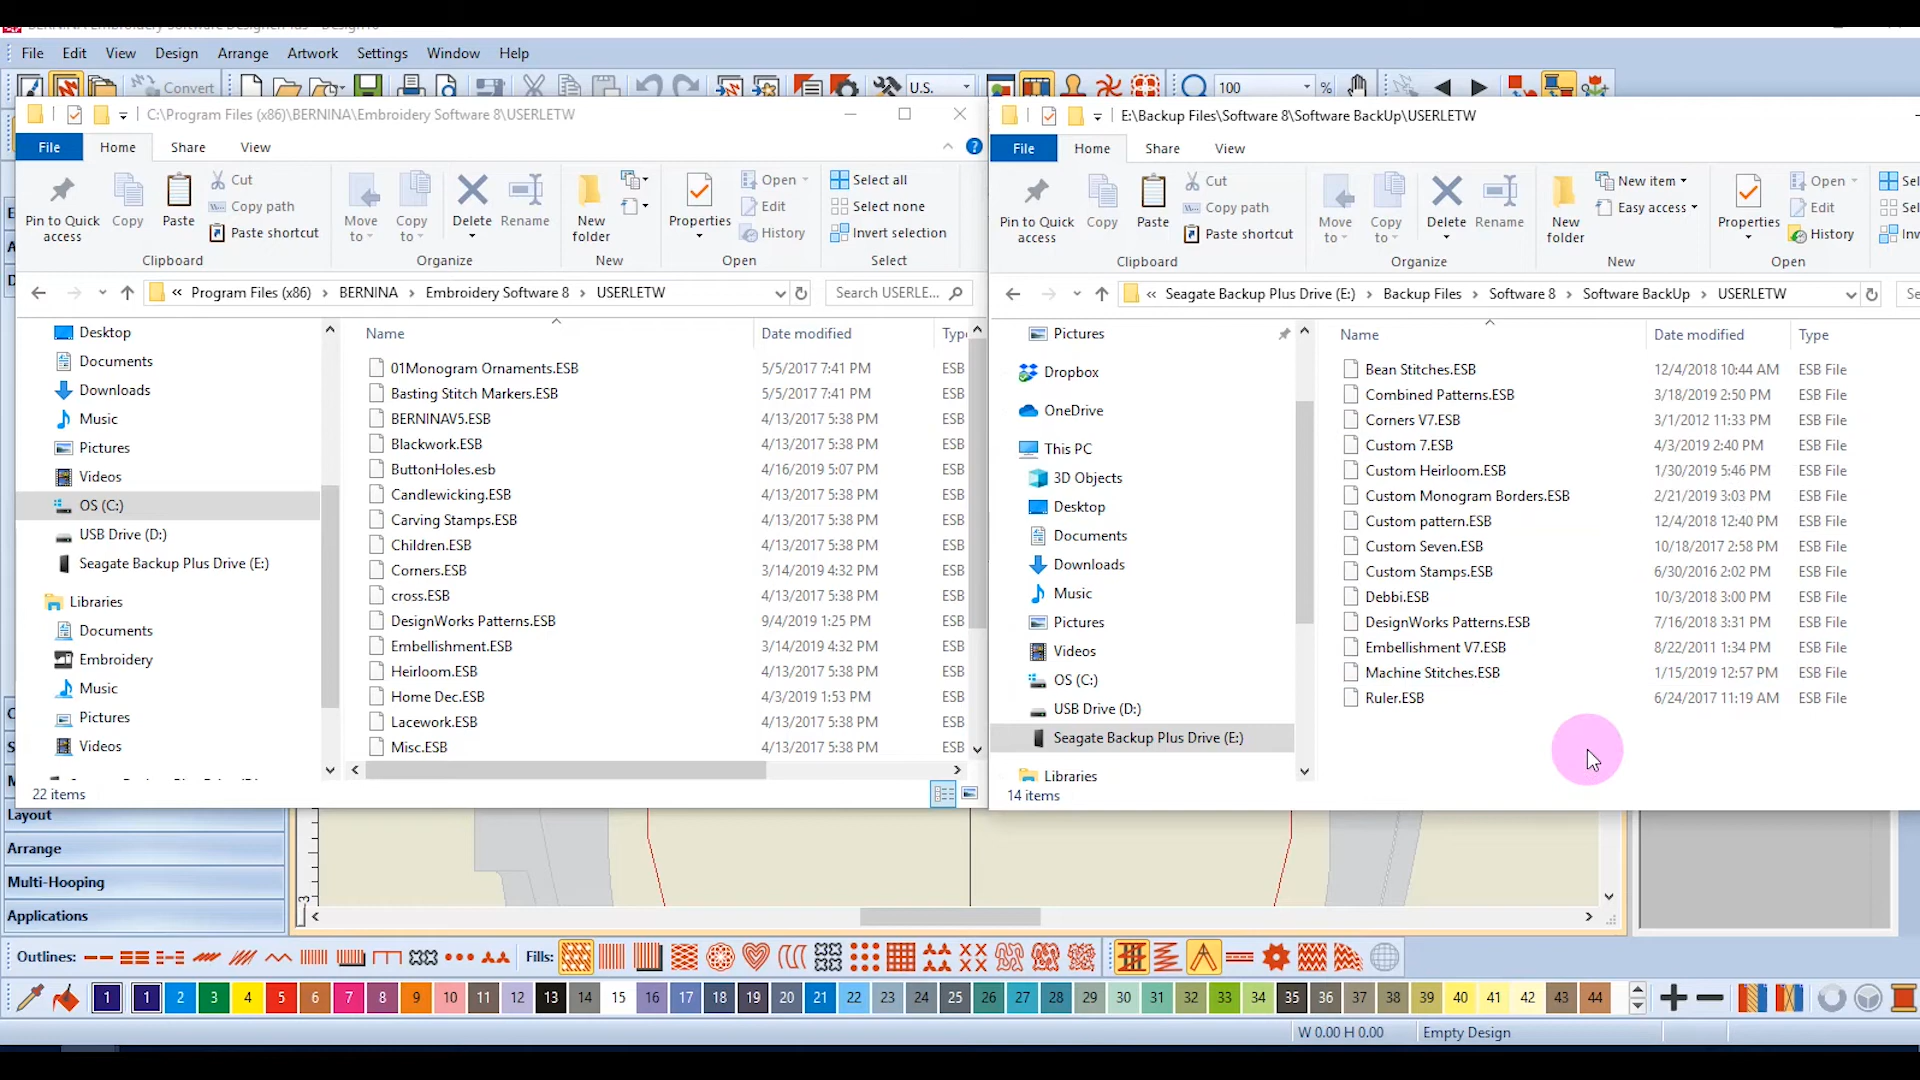 BERNINA Embroidery Software DesignerPlus - Design10
File Edit View Design Arrange Artwork Settings Window Help
Convert U.S. 100 %
C:\Program Files (x86)\BERNINA\Embroidery Software 8\USERLETW
File Home Share View
Pin to Quick access
Copy
Paste
Cut
Copy path
Paste shortcut
Move to
Copy to
Delete
Rename
New folder
Properties
Open
Edit
History
Select all
Select none
Invert selection
Clipboard Organize New Open Select
« Program Files (x86) › BERNINA › Embroidery Software 8 › USERLETW
Search USERLE...
Desktop
Documents
Downloads
Music
Pictures
Videos
OS (C:)
USB Drive (D:)
Seagate Backup Plus Drive (E:)
Libraries
Documents
Embroidery
Music
Pictures
Videos
Name Date modified Typ
01Monogram Ornaments.ESB 5/5/2017 7:41 PM ESB
Basting Stitch Markers.ESB 5/5/2017 7:41 PM ESB
BERNINAV5.ESB 4/13/2017 5:38 PM ESB
Blackwork.ESB 4/13/2017 5:38 PM ESB
ButtonHoles.esb 4/16/2019 5:07 PM ESB
Candlewicking.ESB 4/13/2017 5:38 PM ESB
Carving Stamps.ESB 4/13/2017 5:38 PM ESB
Children.ESB 4/13/2017 5:38 PM ESB
Corners.ESB 3/14/2019 4:32 PM ESB
cross.ESB 4/13/2017 5:38 PM ESB
DesignWorks Patterns.ESB 9/4/2019 1:25 PM ESB
Embellishment.ESB 3/14/2019 4:32 PM ESB
Heirloom.ESB 4/13/2017 5:38 PM ESB
Home Dec.ESB 4/3/2019 1:53 PM ESB
Lacework.ESB 4/13/2017 5:38 PM ESB
Misc.ESB 4/13/2017 5:38 PM ESB
22 items
E:\Backup Files\Software 8\Software BackUp\USERLETW
File Home Share View
Pin to Quick access
Copy
Paste
Cut
Copy path
Paste shortcut
Move to
Copy to
Delete
Rename
New folder
New item
Easy access
Properties
Open
Edit
History
Sel
Sel
Inv
Clipboard Organize New Open
« Seagate Backup Plus Drive (E:) › Backup Files › Software 8 › Software BackUp › USERLETW
Se
Pictures
Dropbox
OneDrive
This PC
3D Objects
Desktop
Documents
Downloads
Music
Pictures
Videos
OS (C:)
USB Drive (D:)
Seagate Backup Plus Drive (E:)
Libraries
Name Date modified Type
Bean Stitches.ESB 12/4/2018 10:44 AM ESB File
Combined Patterns.ESB 3/18/2019 2:50 PM ESB File
Corners V7.ESB 3/1/2012 11:33 PM ESB File
Custom 7.ESB 4/3/2019 2:40 PM ESB File
Custom Heirloom.ESB 1/30/2019 5:46 PM ESB File
Custom Monogram Borders.ESB 2/21/2019 3:03 PM ESB File
Custom pattern.ESB 12/4/2018 12:40 PM ESB File
Custom Seven.ESB 10/18/2017 2:58 PM ESB File
Custom Stamps.ESB 6/30/2016 2:02 PM ESB File
Debbi.ESB 10/3/2018 3:00 PM ESB File
DesignWorks Patterns.ESB 7/16/2018 3:31 PM ESB File
Embellishment V7.ESB 8/22/2011 1:34 PM ESB File
Machine Stitches.ESB 1/15/2019 12:57 PM ESB File
Ruler.ESB 6/24/2017 11:19 AM ESB File
14 items
Layout
Arrange
Multi-Hooping
Applications
3
Outlines: Fills:
1 1 2 3 4 5 6 7 8 9 10 11 12 13 14 15 16 17 18 19 20 21 22 23 24 25 26 27 28 29 30 31 32 33 34 35 36 37 38 39 40 41 42 43 44
W 0.00 H 0.00 Empty Design